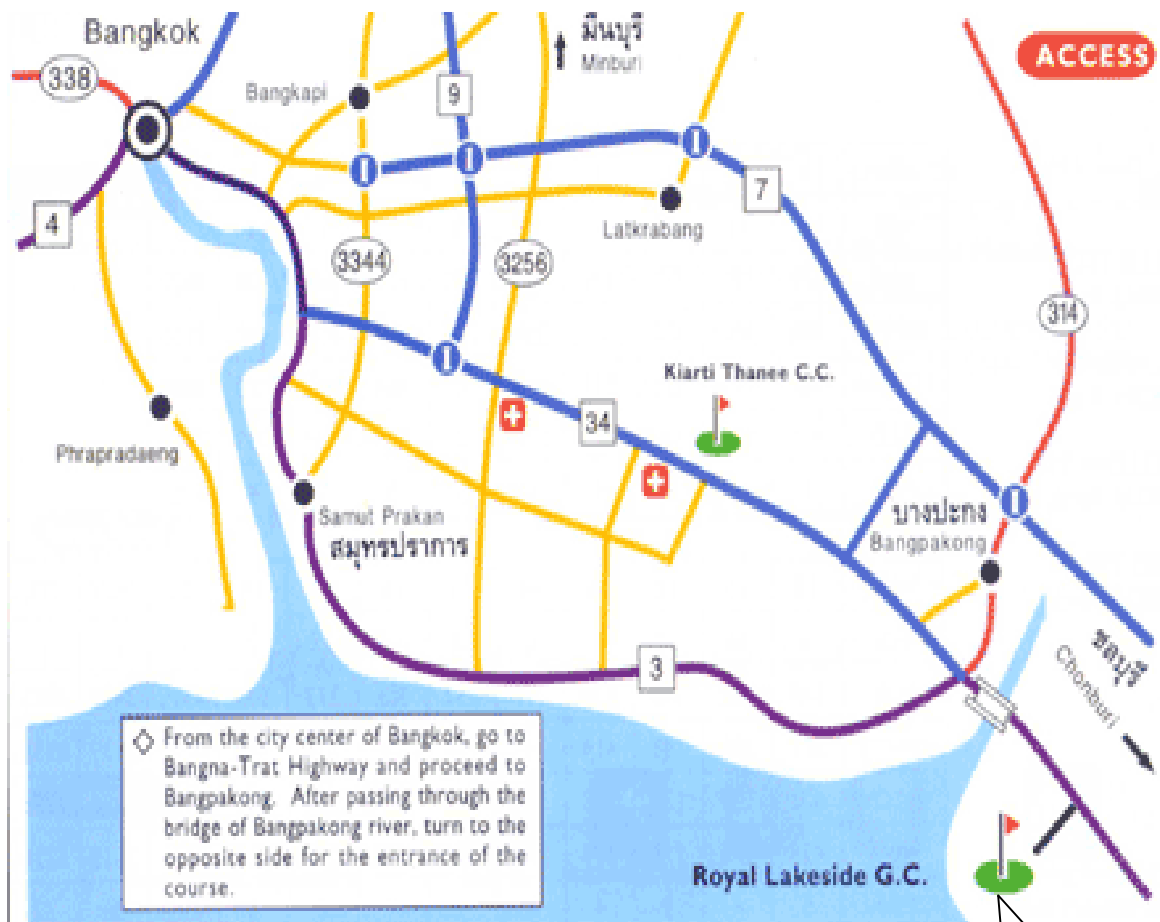 Bangkok
มีนบุรี
Minburi
ACCESS
338
Bangkapi
9
7
4
Latkrabang
3344
3256
314
Kiarti Thanee C.C.
34
Phrapradaeng
บางปะกง
Bangpakong
Samut Prakan
สมุทรปราการ
ชลบุรี
Chonburi
3
From the city center of Bangkok, go to
Bangna-Trat Highway and proceed to
Bangpakong. After passing through the
bridge of Bangpakong river, turn to the
opposite side for the entrance of the
course.
Royal Lakeside G.C.